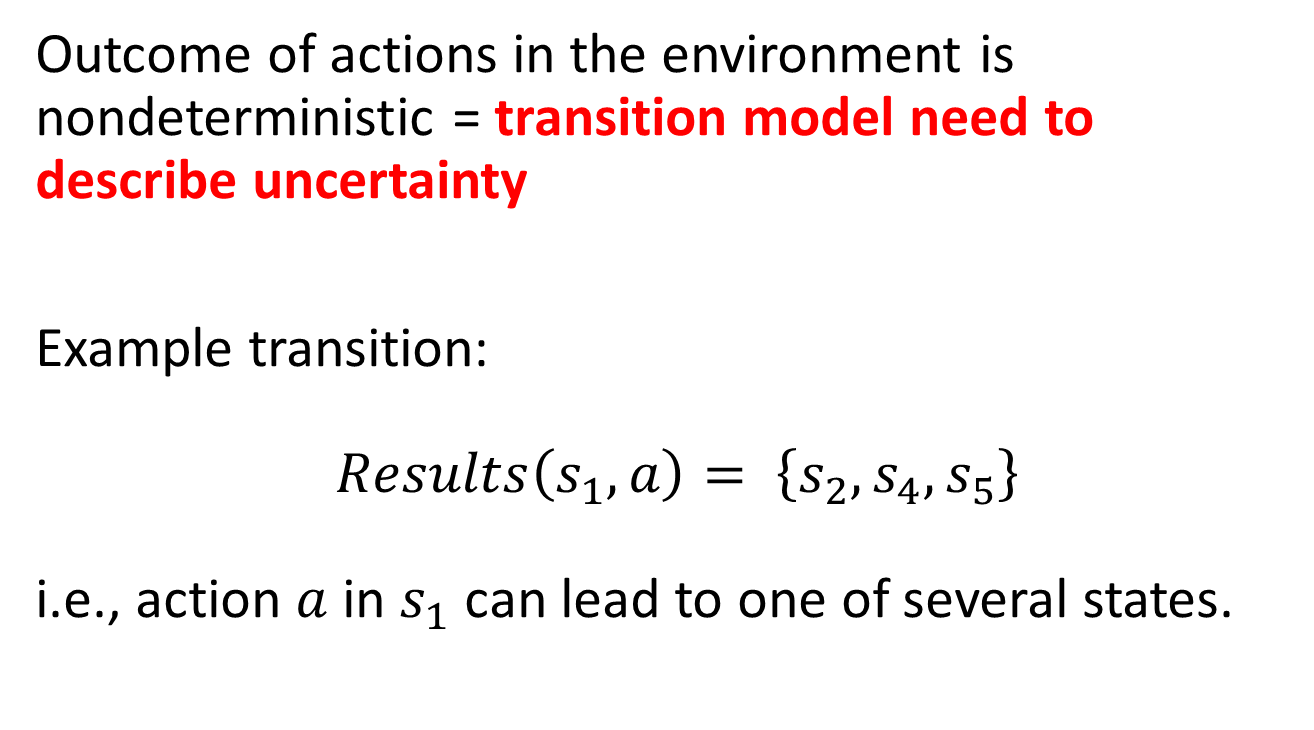 Outcome of actions in the environment is
nondeterministic = transition model need to
describe uncertainty
Example transition:
𝑅𝑒𝑠𝑢𝑙𝑡𝑠(𝑠₁, 𝑎) = {𝑠₂, 𝑠₄, 𝑠₅}
i.e., action 𝑎 in 𝑠₁ can lead to one of several states.